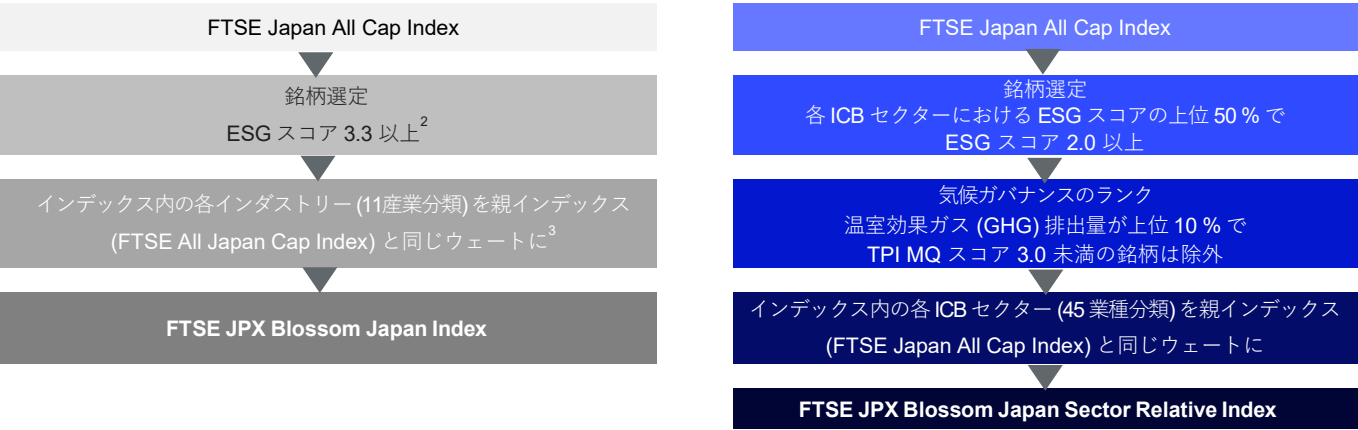 FTSE Japan All Cap Index
銘柄選定
ESG スコア 3.3 以上2
インデックス内の各インダストリー (11産業分類) を親インデックス
(FTSE All Japan Cap Index) と同じウェートに3
FTSE JPX Blossom Japan Index
FTSE Japan All Cap Index
銘柄選定
各 ICB セクターにおける ESG スコアの上位 50 % で
ESG スコア 2.0 以上
気候ガバナンスのランク
温室効果ガス (GHG) 排出量が上位 10 % で
TPI MQ スコア 3.0 未満の銘柄は除外
インデックス内の各 ICB セクター (45 業種分類) を親インデックス
(FTSE Japan All Cap Index) と同じウェートに
FTSE JPX Blossom Japan Sector Relative Index